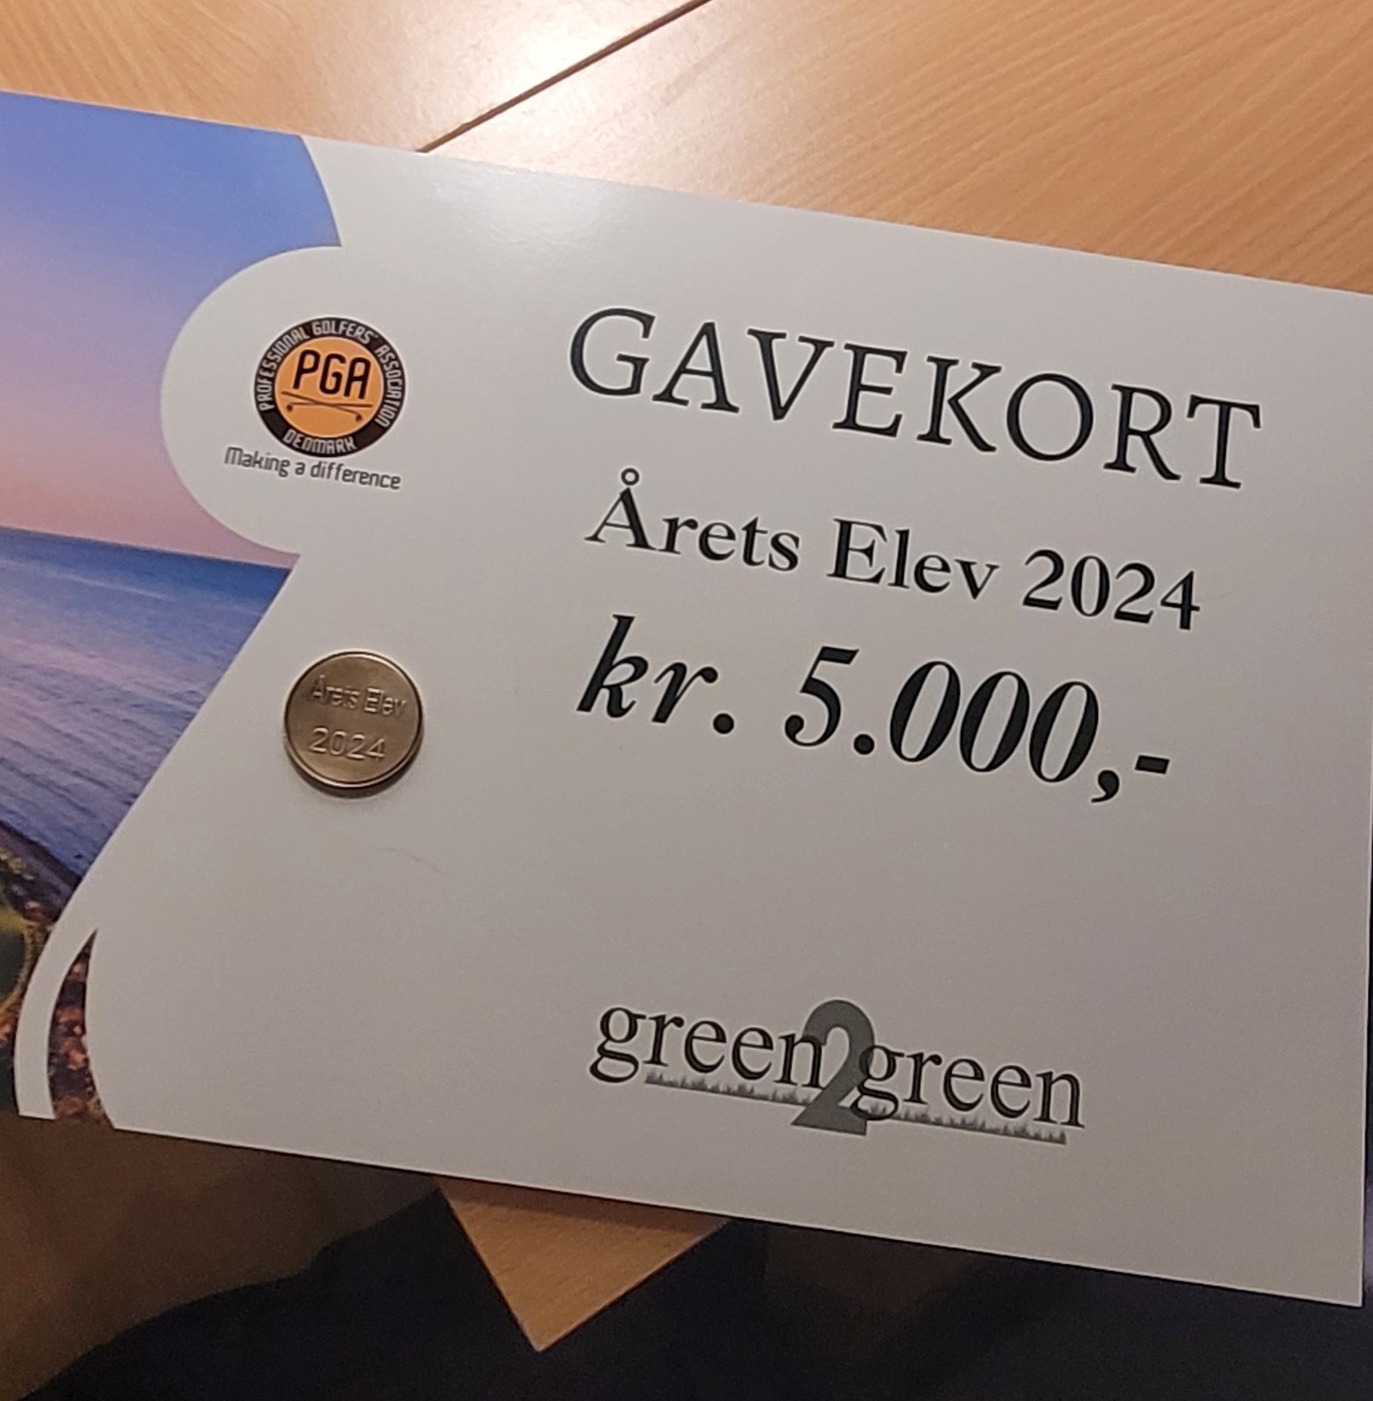 PROFESSIONAL GOLFERS' ASSOCIATION
PGA
DENMARK
Making a difference
GAVEKORT
Årets Elev 2024
kr. 5.000,-
Årets Elev
2024
green2green